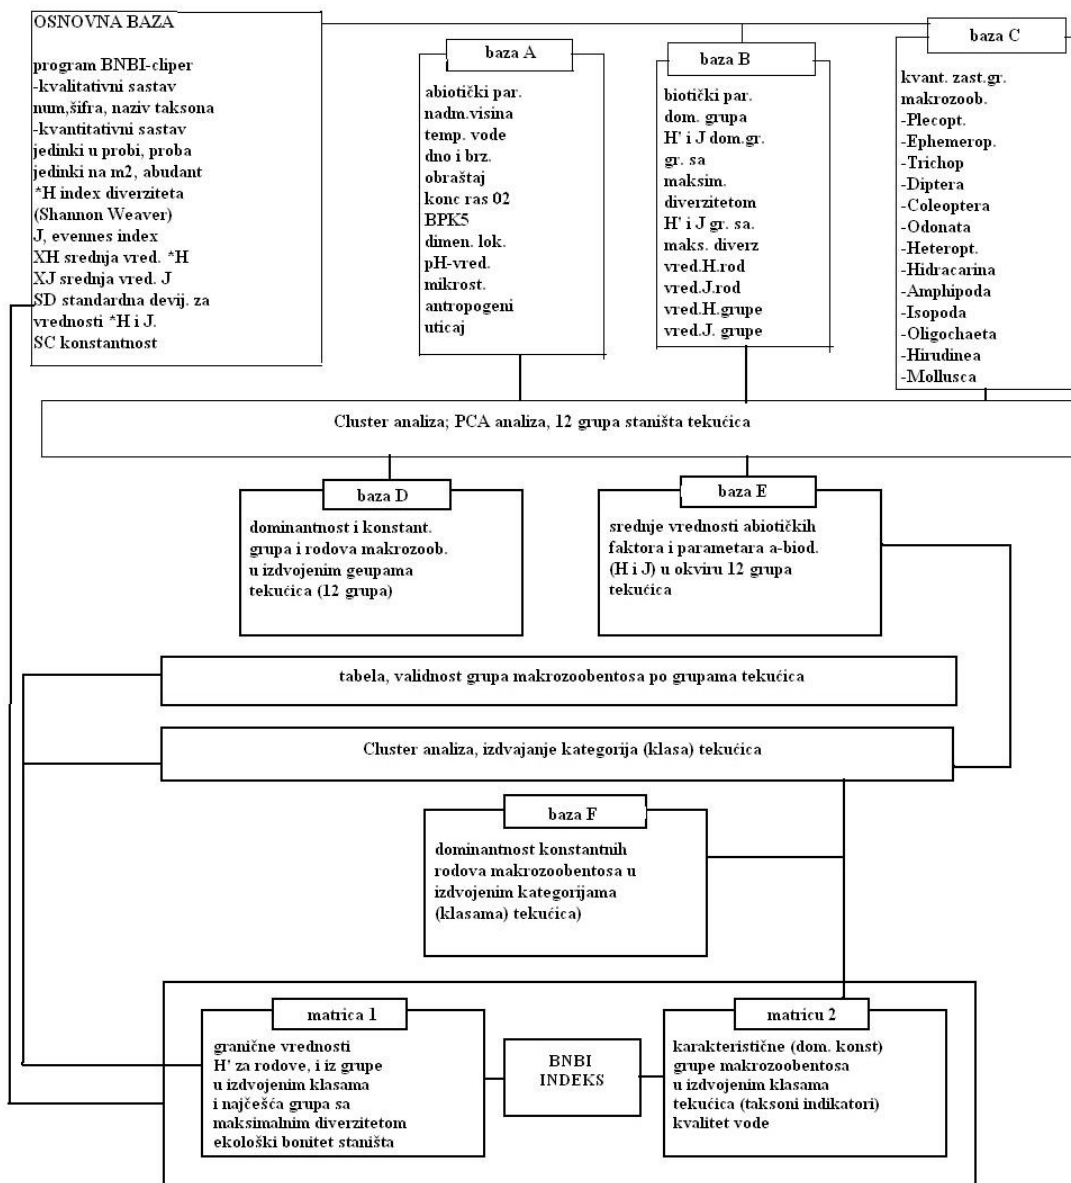 OSNOVNA BAZA
program BNBI-cliper
-kvalitativni sastav
num,šifra, naziv taksona
-kvantitativni sastav
jedinki u probi, proba
jedinki na m2, abudant
*H index diverziteta
(Shannon Weaver)
J, evennes index
XH srednja vred. *H
XJ srednja vred. J
SD standardna devij. za
vrednosti *H i J.
SC konstantnost
baza A
abiotički par.
nadm.visina
temp. vode
dno i brz.
obraštaj
konc ras 02
BPK5
dimen. lok.
pH-vred.
mikrost.
antropogeni
uticaj
baza B
biotički par.
dom. grupa
H' i J dom.gr.
gr. sa
maksim.
diverzitetom
H' i J gr. sa.
maks. diverz
vred.H.rod
vred.J.rod
vred.H.grupe
vred.J. grupe
baza C
kvant. zast.gr.
makrozoob.
-Plecopt.
-Ephemerop.
-Trichop
-Diptera
-Coleoptera
-Odonata
-Heteropt.
-Hidracarina
-Amphipoda
-Isopoda
-Oligochaeta
-Hirudinea
-Mollusca
Cluster analiza; PCA analiza, 12 grupa staništa tekućica
baza D
dominantnost i konstant.
grupa i rodova makrozoob.
u izdvojenim geupama
tekućica (12 grupa)
baza E
srednje vrednosti abiotičkih
faktora i parametara a-biod.
(H i J) u okviru 12 grupa
tekućica
tabela, validnost grupa makrozoobentosa po grupama tekućica
Cluster analiza, izdvajanje kategorija (klasa) tekućica
baza F
dominantnost konstantnih
rodova makrozoobentosa u
izdvojenim kategorijama
(klasama) tekućica)
matrica 1
granične vrednosti
H' za rodove, i iz grupe
u izdvojenim klasama
i najčešća grupa sa
maksimalnim diverzitetom
ekološki bonitet staništa
BNBI
INDEKS
matricu 2
karakteristične (dom. konst)
grupe makrozoobentosa
u izdvojenim klasama
tekućica (taksoni indikatori)
kvalitet vode